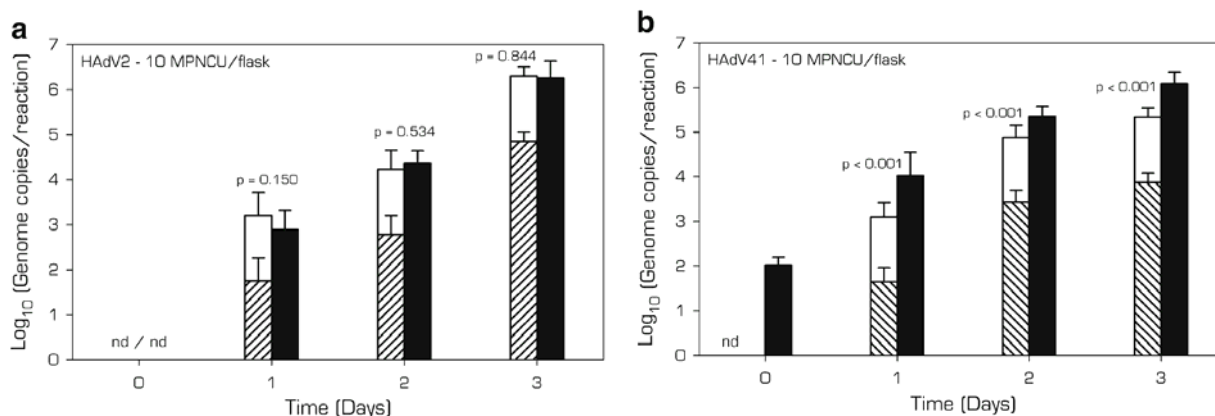 a
HAdV2 - 10 MPNCU/flask
p = 0.844
p = 0.534
p = 0.150
nd / nd
7
6
5
4
3
2
1
0
Log10 (Genome copies/reaction)
0 1 2 3
Time (Days)
b
HAdV41 - 10 MPNCU/flask
p < 0.001
p < 0.001
p < 0.001
nd
7
6
5
4
3
2
1
0
Log10 (Genome copies/reaction)
0 1 2 3
Time (Days)